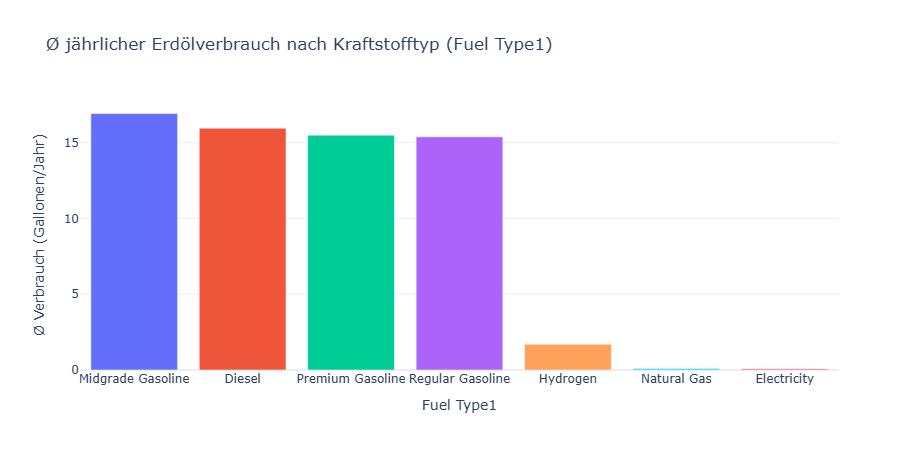 Ø jährlicher Erdölverbrauch nach Kraftstofftyp (Fuel Type1)
Ø Verbrauch (Gallonen/Jahr)
15
10
5
0
Midgrade Gasoline
Diesel
Premium Gasoline
Regular Gasoline
Hydrogen
Natural Gas
Electricity
Fuel Type1